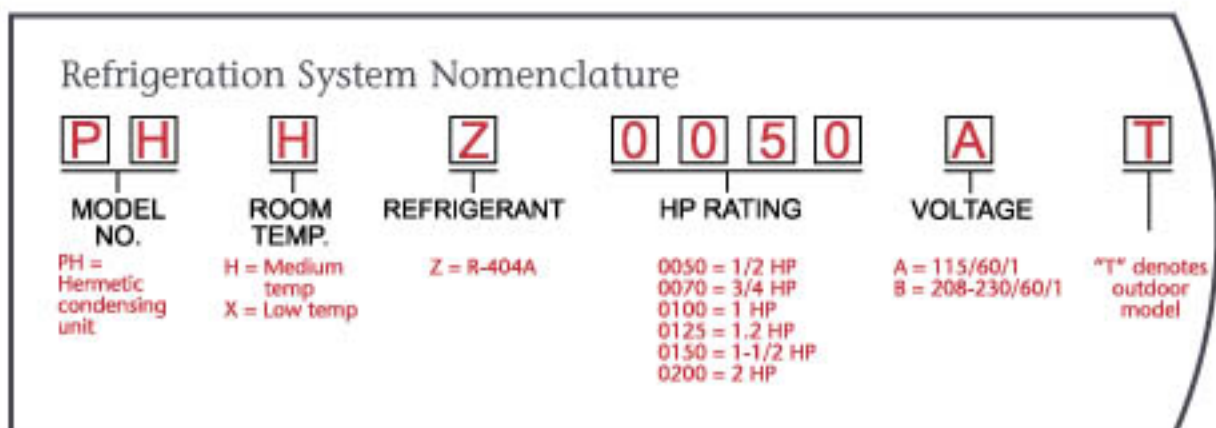 Refrigeration System Nomenclature
P H H Z 0 0 5 0 A T
MODEL NO.
PH =
Hermetic
condensing
unit
ROOM
TEMP.
H = Medium
temp
X = Low temp
REFRIGERANT
Z = R-404A
HP RATING
0050 = 1/2 HP
0070 = 3/4 HP
0100 = 1 HP
0125 = 1.2 HP
0150 = 1-1/2 HP
0200 = 2 HP
VOLTAGE
A = 115/60/1
B = 208-230/60/1
"T" denotes
outdoor
model